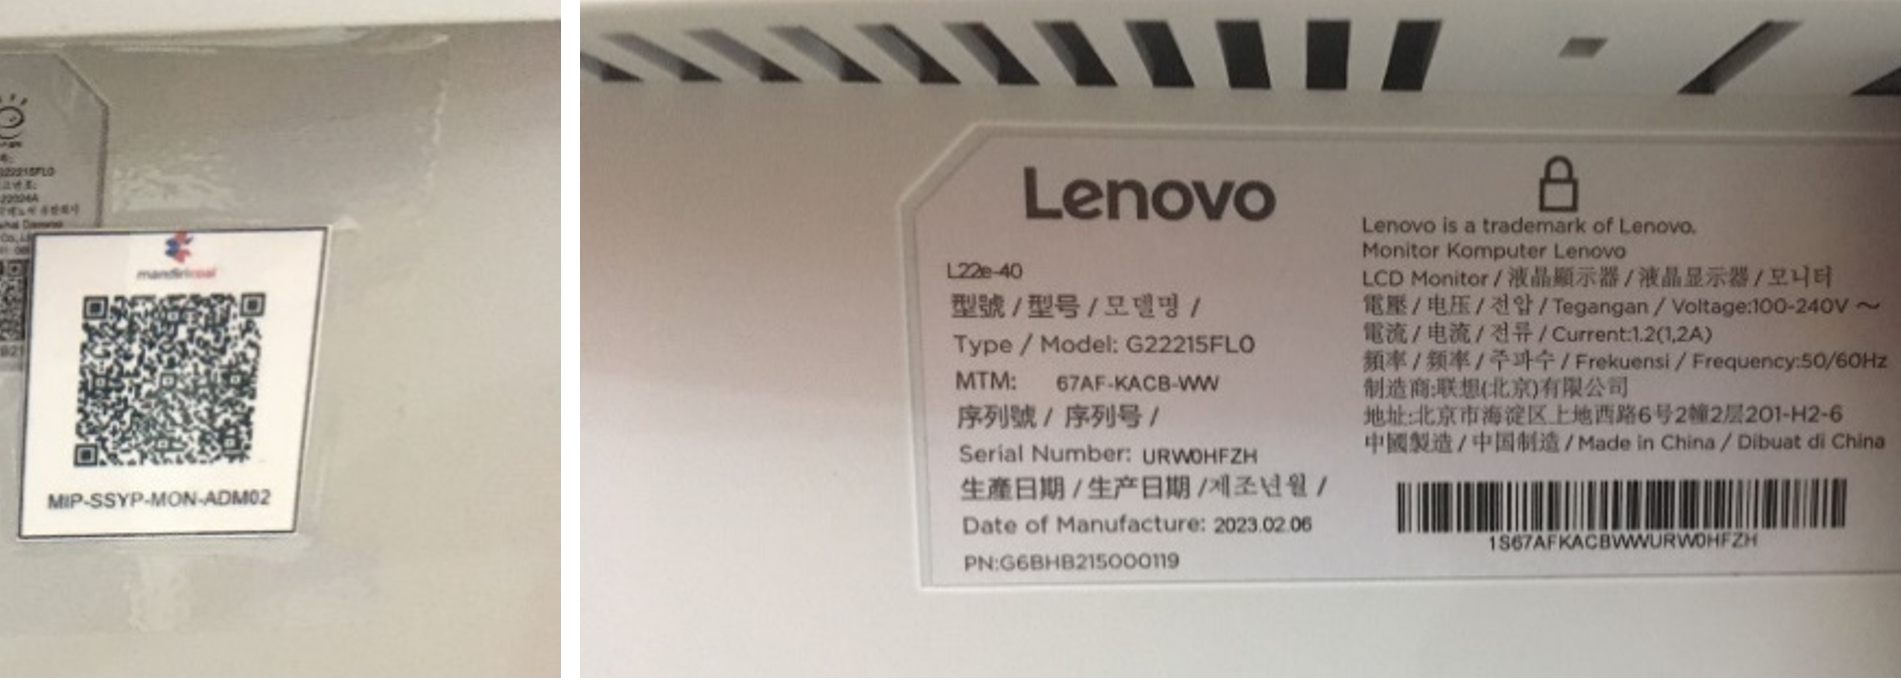 G22215FL0
22024A
mandiricoal
MIP-SSYP-MON-ADM02
Lenovo
L22e-40
型號 / 型号 / 모델명 /
Type / Model: G22215FL0
MTM: 67AF-KACB-WW
序列號 / 序列号 /
Serial Number: URW0HFZH
生產日期 / 生产日期 /제조년월 /
Date of Manufacture: 2023.02.06
PN:G6BHB215000119
Lenovo is a trademark of Lenovo.
Monitor Komputer Lenovo
LCD Monitor / 液晶顯示器 / 液晶显示器 / 모니터
電壓 / 电压 / 전압 / Tegangan / Voltage:100-240V ～
電流 / 电流 / 전류 / Current:1.2(1,2A)
頻率 / 频率 / 주파수 / Frekuensi / Frequency:50/60Hz
制造商:联想(北京)有限公司
地址:北京市海淀区上地西路6号2幢2层201-H2-6
中國製造 / 中国制造 / Made in China / Dibuat di China
1S67AFKACBWWURW0HFZH